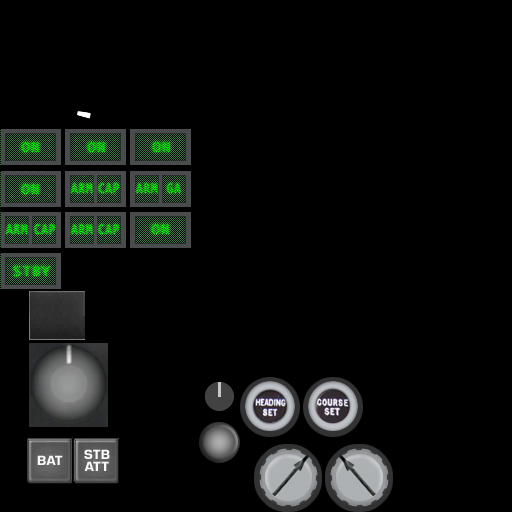 ON ON ON
ON ARM CAP ARM GA
ARM CAP ARM CAP ON
STBY
HEADING SET
COURSE SET
BAT
STB ATT